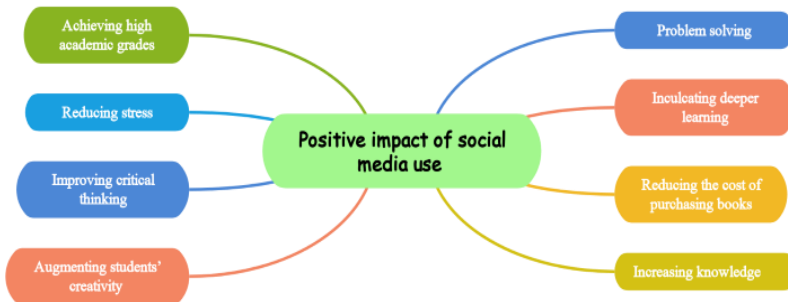 Achieving high
academic grades
Reducing stress
Improving critical
thinking
Augmenting students'
creativity
Positive impact of social
media use
Problem solving
Inculcating deeper
learning
Reducing the cost of
purchasing books
Increasing knowledge